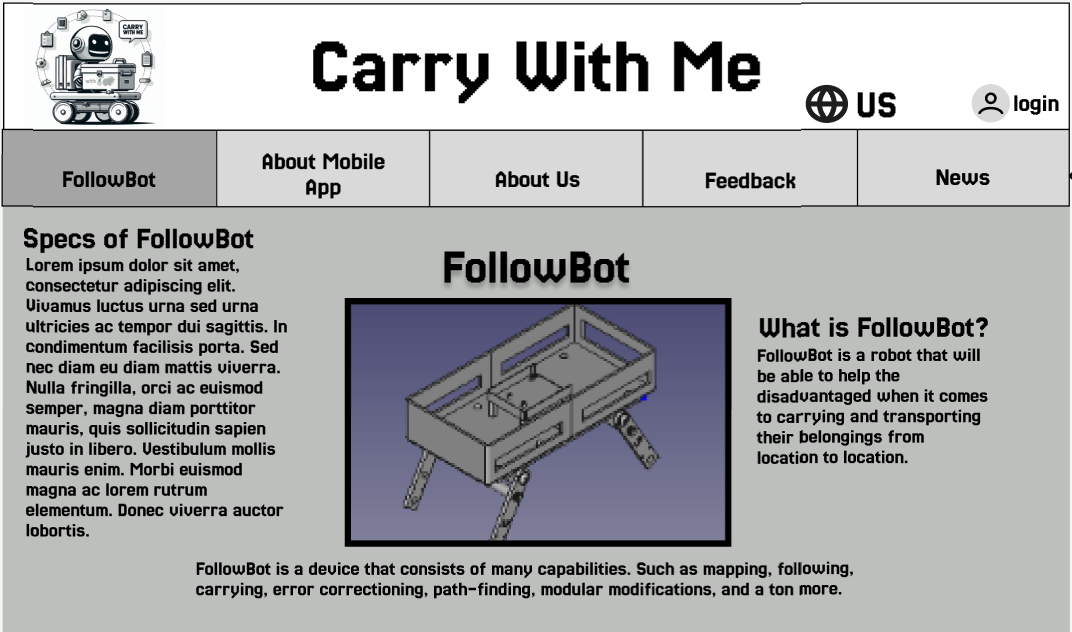 CARRY
WITH ME
Carry With Me
US
login
FollowBot
About Mobile
App
About Us
Feedback
News
Specs of FollowBot
Lorem ipsum dolor sit amet,
consectetur adipiscing elit.
Vivamus luctus urna sed urna
ultricies ac tempor dui sagittis. In
condimentum facilisis porta. Sed
nec diam eu diam mattis viverra.
Nulla fringilla, orci ac euismod
semper, magna diam porttitor
mauris, quis sollicitudin sapien
justo in libero. Vestibulum mollis
mauris enim. Morbi euismod
magna ac lorem rutrum
elementum. Donec viverra auctor
lobortis.
FollowBot
What is FollowBot?
FollowBot is a robot that will
be able to help the
disadvantaged when it comes
to carrying and transporting
their belongings from
location to location.
FollowBot is a device that consists of many capabilities. Such as mapping, following,
carrying, error correctioning, path-finding, modular modifications, and a ton more.